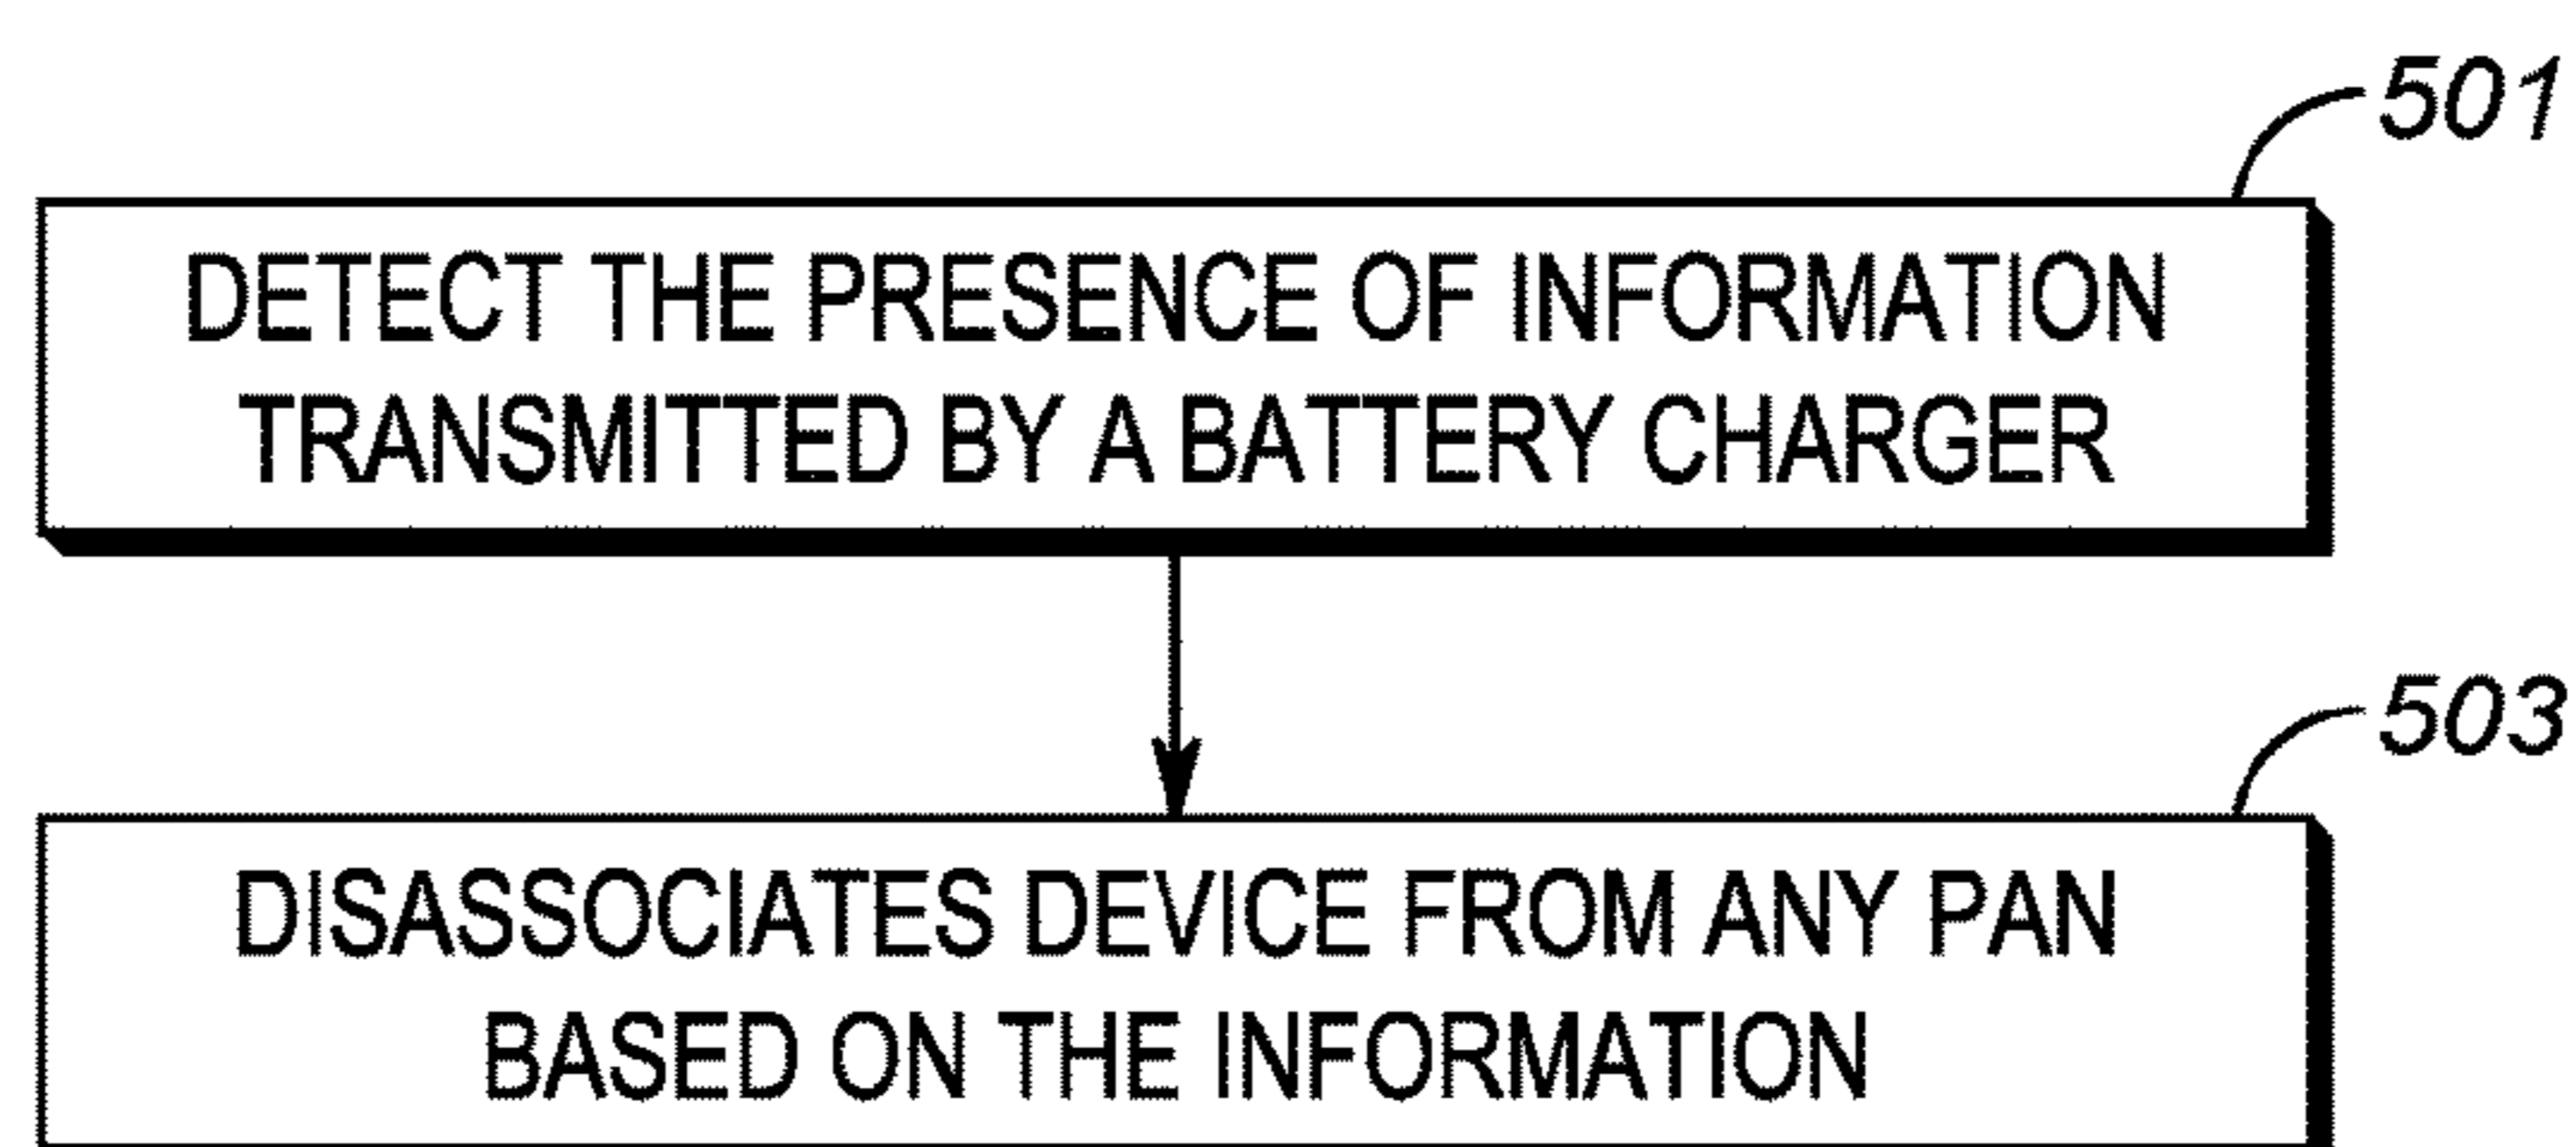 501
DETECT THE PRESENCE OF INFORMATION
TRANSMITTED BY A BATTERY CHARGER
503
DISASSOCIATES DEVICE FROM ANY PAN
BASED ON THE INFORMATION